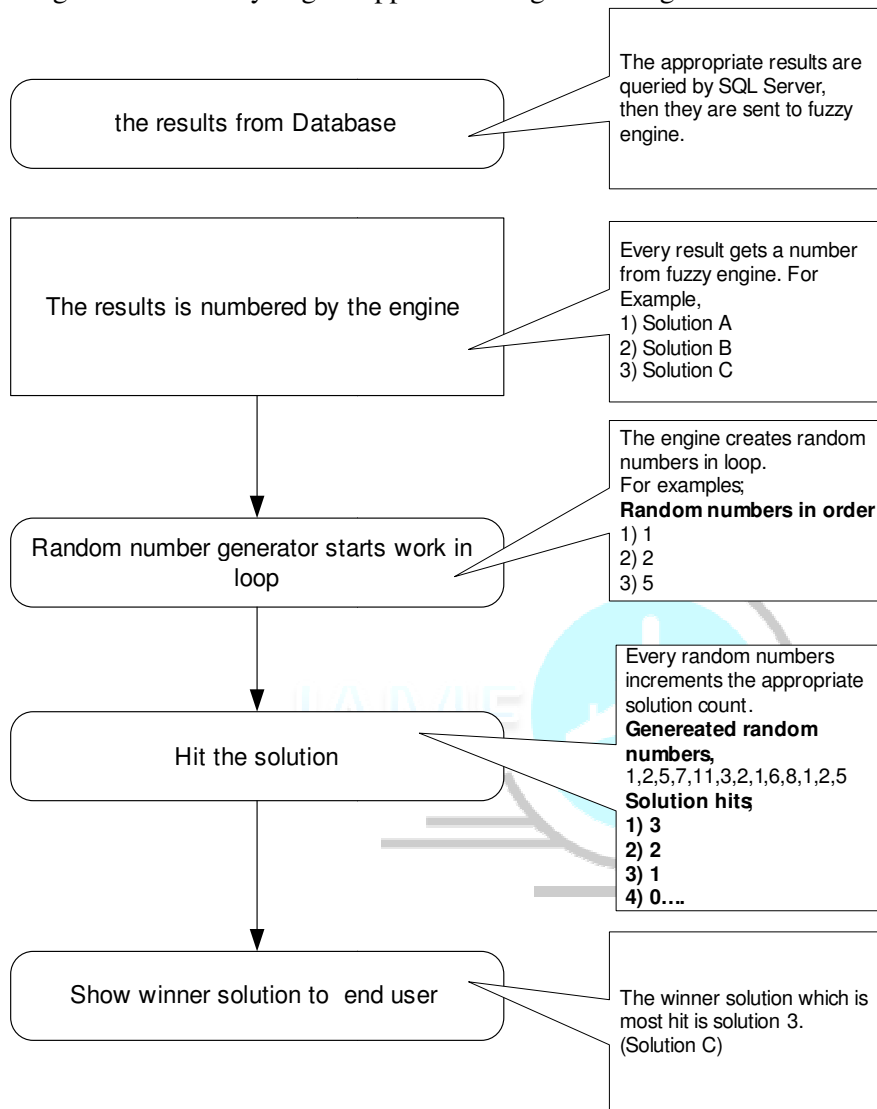 the results from Database
The appropriate results are
queried by SQL Server,
then they are sent to fuzzy
engine.
The results is numbered by the engine
Every result gets a number
from fuzzy engine. For
Example,
1) Solution A
2) Solution B
3) Solution C
Random number generator starts work in
loop
The engine creates random
numbers in loop.
For examples;
Random numbers in order
1) 1
2) 2
3) 5
Hit the solution
Every random numbers
increments the appropriate
solution count.
Genereated random
numbers,
1,2,5,7,11,3,2,1,6,8,1,2,5
Solution hits;
1) 3
2) 2
3) 1
4) 0....
Show winner solution to end user
The winner solution which is
most hit is solution 3.
(Solution C)